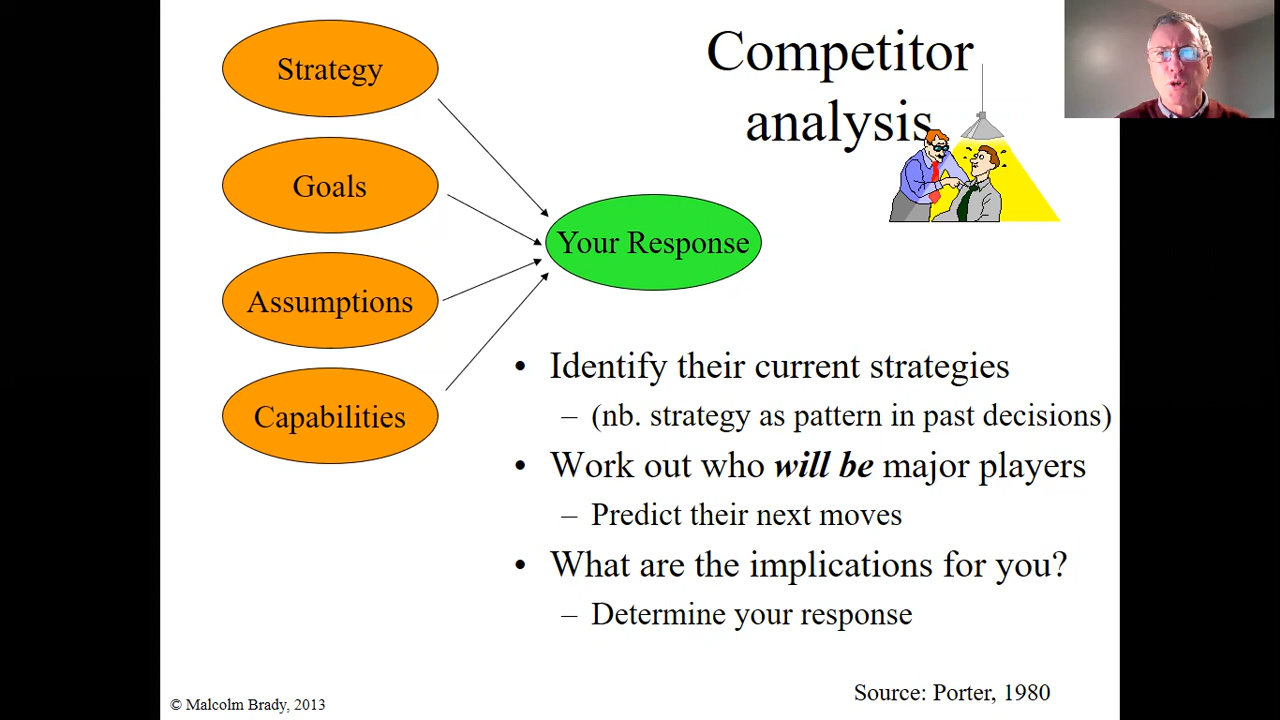 Competitor
analysis
Strategy
Goals
Assumptions
Capabilities
Your Response
• Identify their current strategies
– (nb. strategy as pattern in past decisions)
• Work out who will be major players
– Predict their next moves
• What are the implications for you?
– Determine your response
Source: Porter, 1980
© Malcolm Brady, 2013